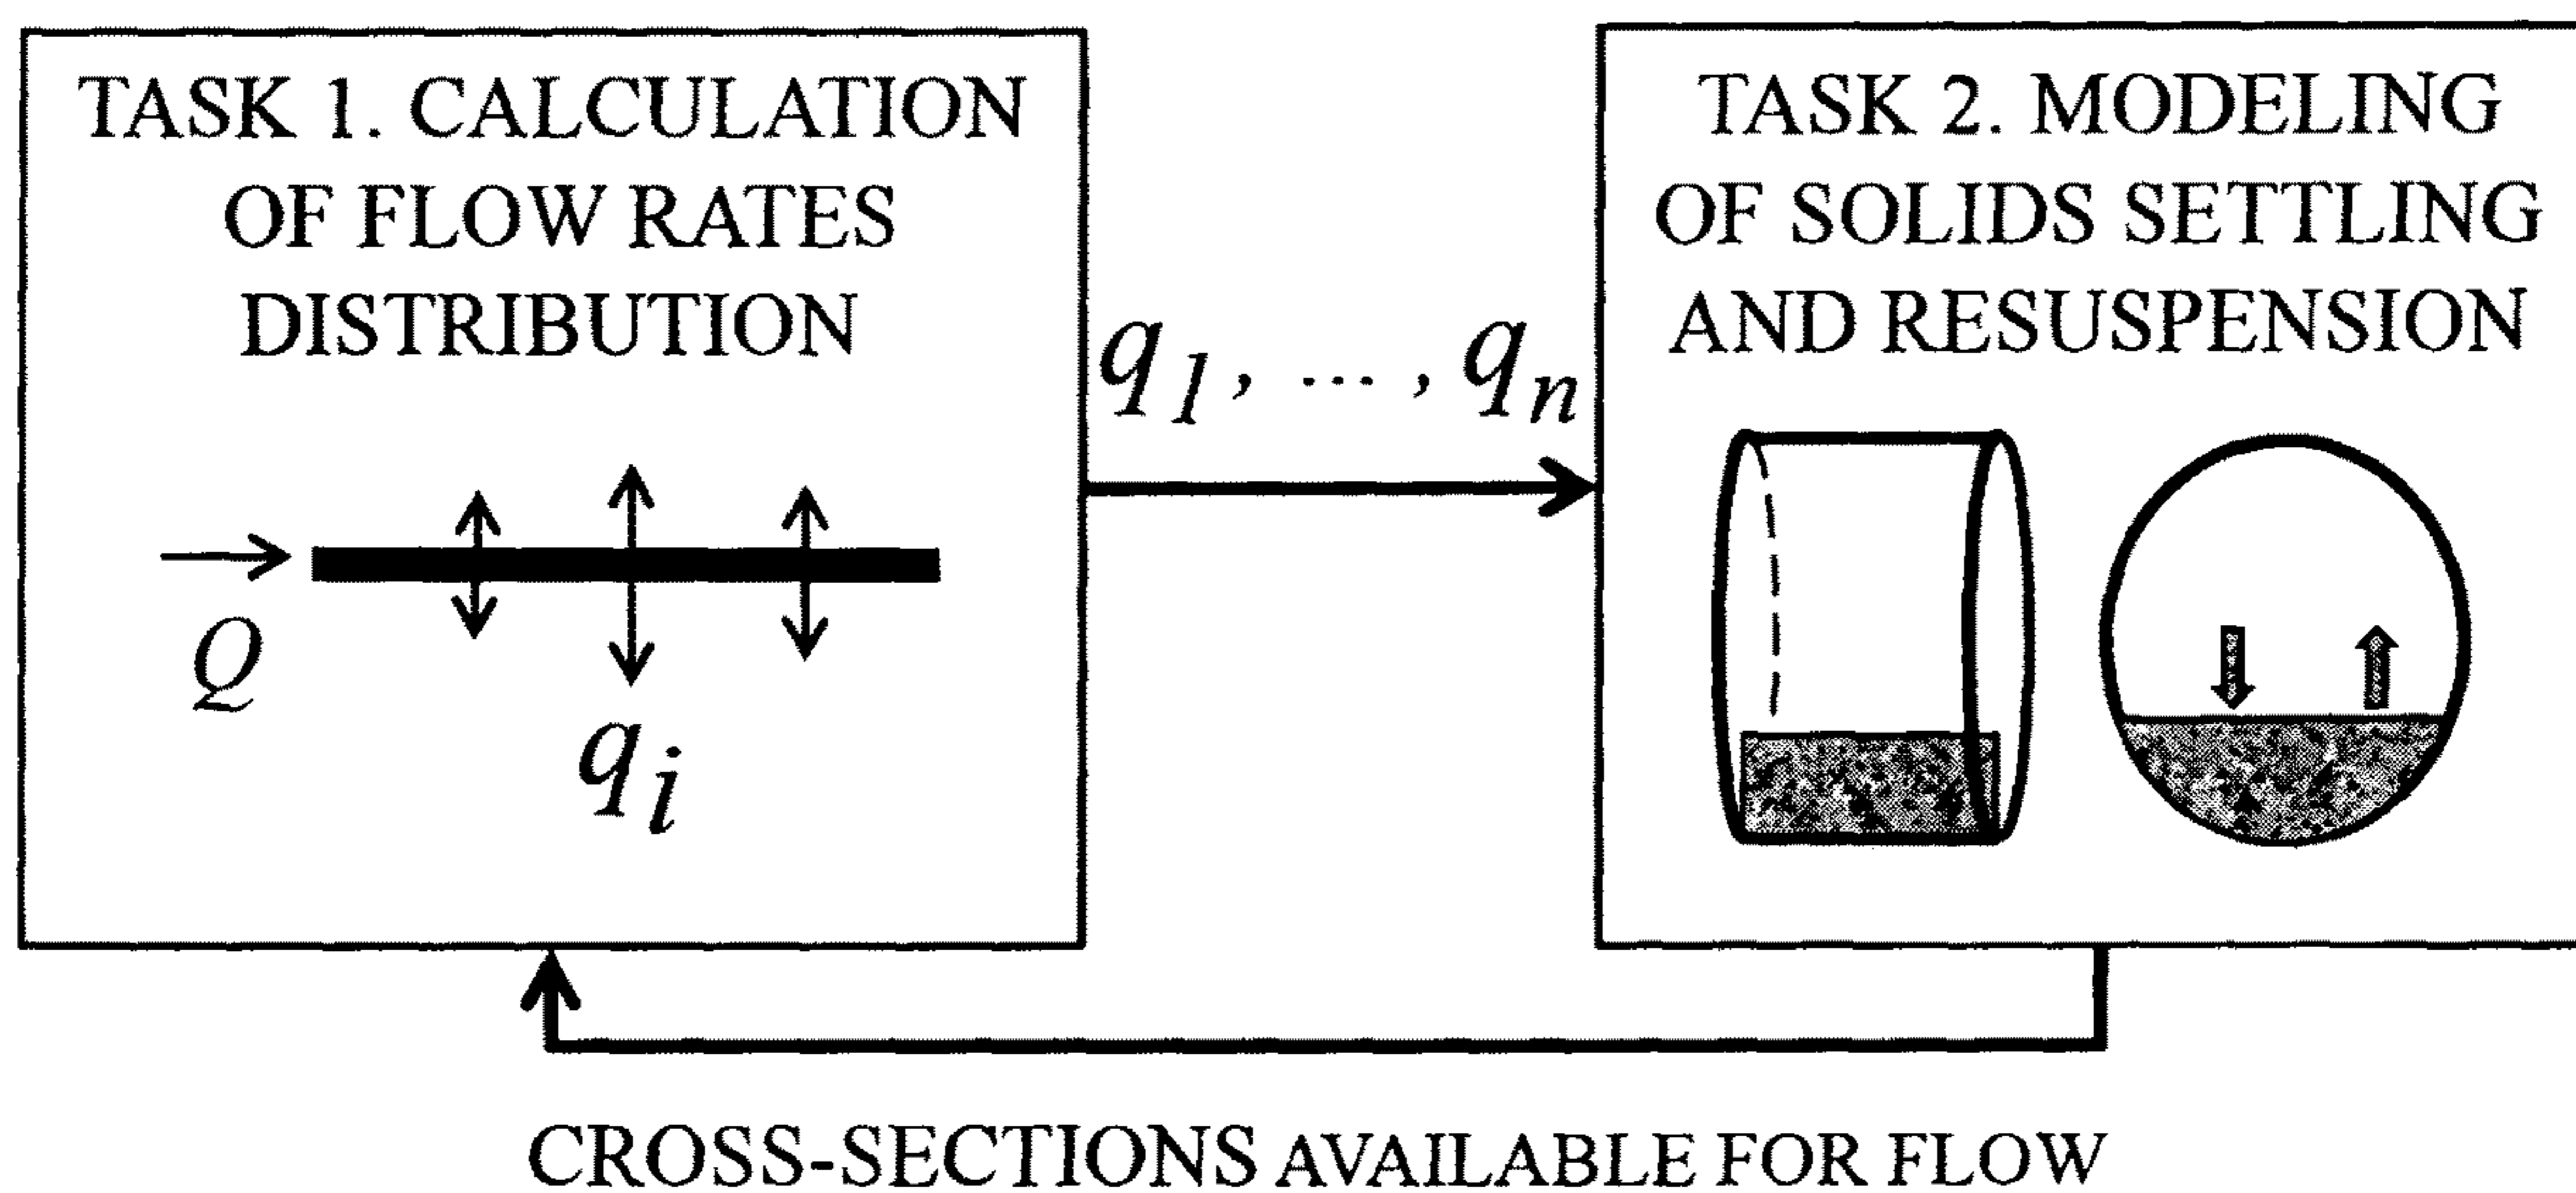 TASK 1. CALCULATION
OF FLOW RATES
DISTRIBUTION
Q
q_i
q_1, ... , q_n
TASK 2. MODELING
OF SOLIDS SETTLING
AND RESUSPENSION
CROSS-SECTIONS AVAILABLE FOR FLOW